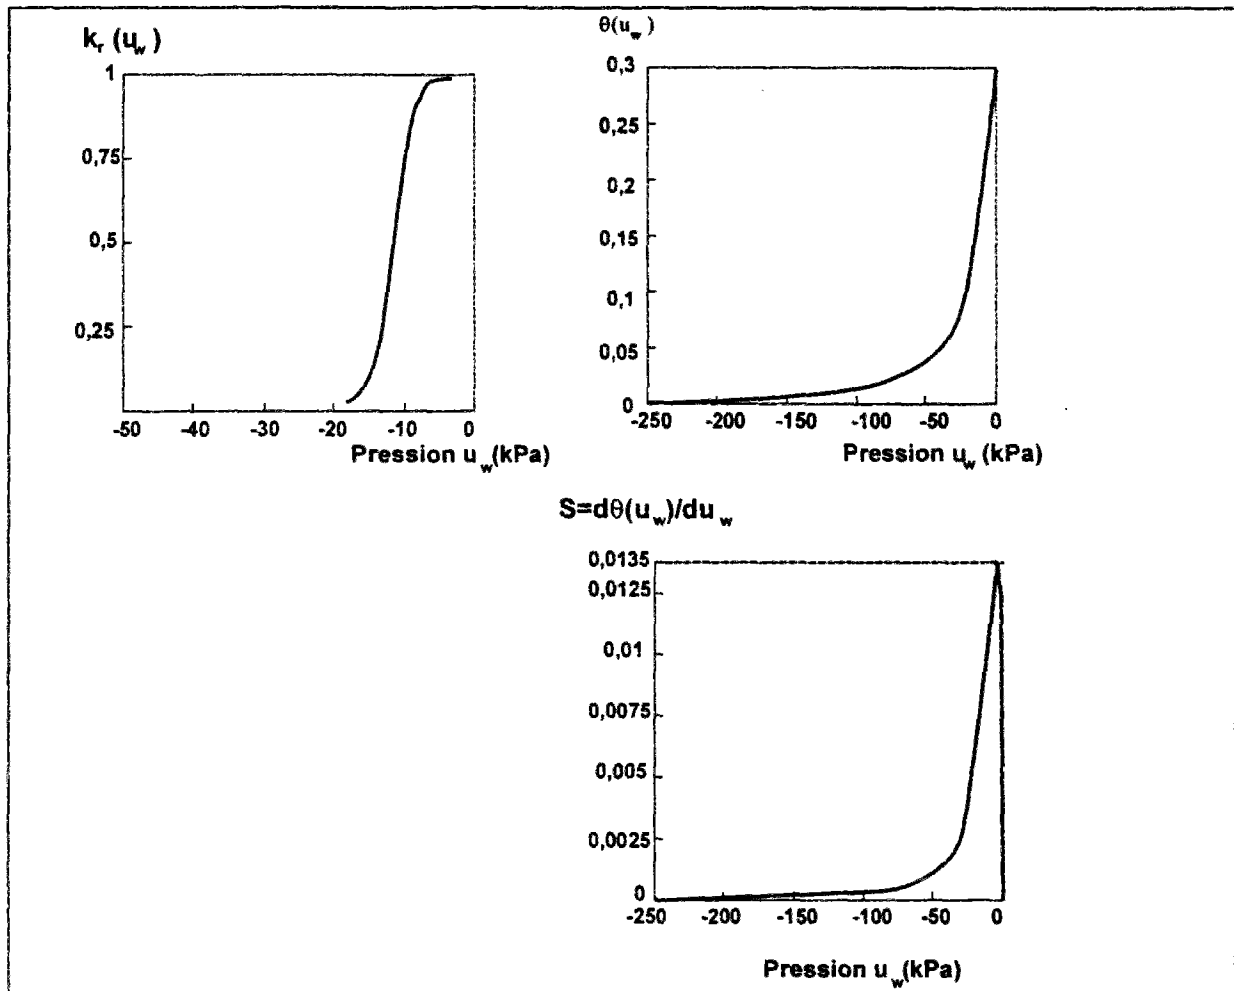 k_r (u_w)
1
0,75
0,5
0,25
-50 -40 -30 -20 -10 0
Pression u_w(kPa)
θ(u_w)
0,3
0,25
0,2
0,15
0,1
0,05
0
-250 -200 -150 -100 -50 0
Pression u_w (kPa)
S=dθ(u_w)/du_w
0,0135
0,0125
0,01
0,0075
0,005
0,0025
0
-250 -200 -150 -100 -50 0
Pression u_w(kPa)